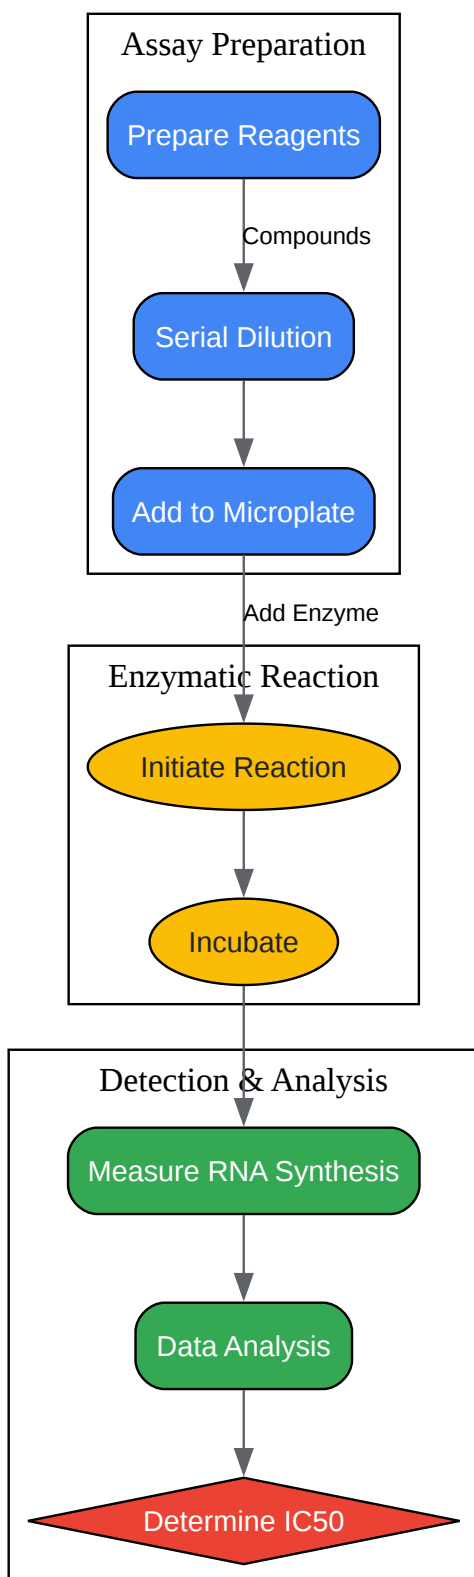 Assay Preparation
Prepare Reagents
Compounds
Serial Dilution
Add to Microplate
Add Enzyme
Enzymatic Reaction
Initiate Reaction
Incubate
Detection & Analysis
Measure RNA Synthesis
Data Analysis
Determine IC50